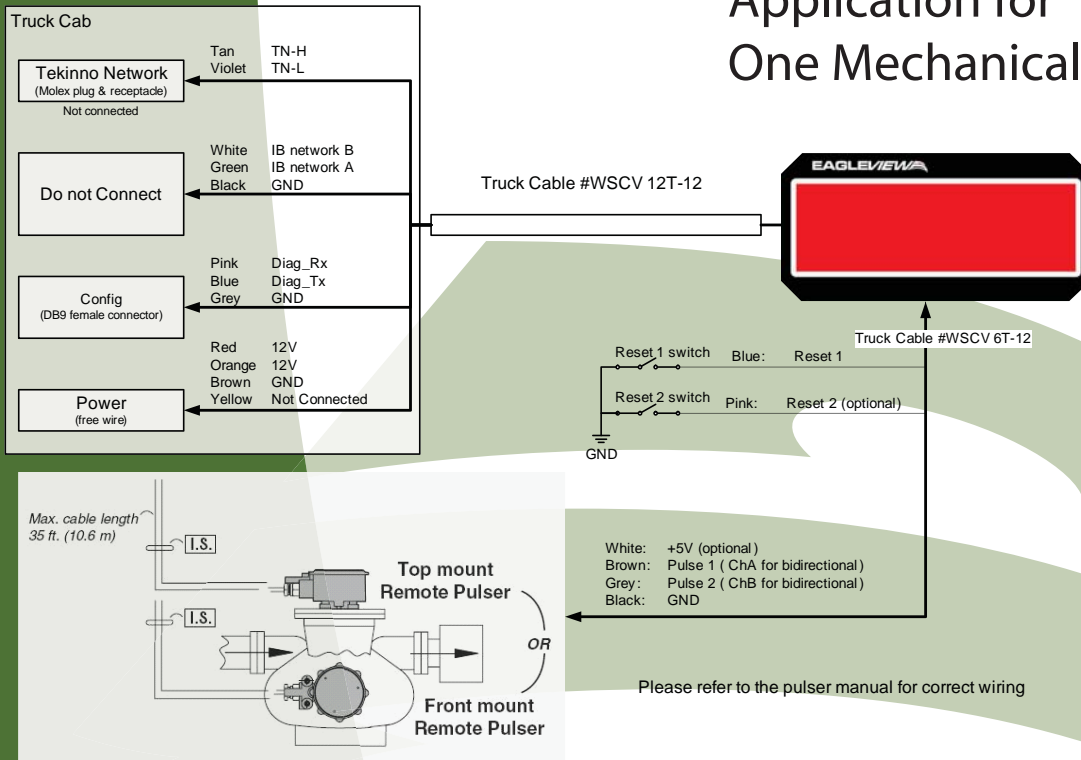 Application for
One Mechanical
Truck Cab
Tan TN-H
Violet TN-L
Tekinno Network
(Molex plug & receptacle)
Not connected
White IB network B
Green IB network A
Black GND
Do not Connect
Pink Diag_Rx
Blue Diag_Tx
Grey GND
Config
(DB9 female connector)
Red 12V
Orange 12V
Brown GND
Yellow Not Connected
Power
(free wire)
Truck Cable #WSCV 12T-12
EAGLEVIEW
Truck Cable #WSCV 6T-12
Reset 1 switch Blue: Reset 1
Reset 2 switch Pink: Reset 2 (optional)
GND
White: +5V (optional)
Brown: Pulse 1 ( ChA for bidirectional)
Grey: Pulse 2 ( ChB for bidirectional)
Black: GND
Please refer to the pulser manual for correct wiring
Max. cable length
35 ft. (10.6 m)
I.S.
Top mount
Remote Pulser
I.S.
OR
Front mount
Remote Pulser